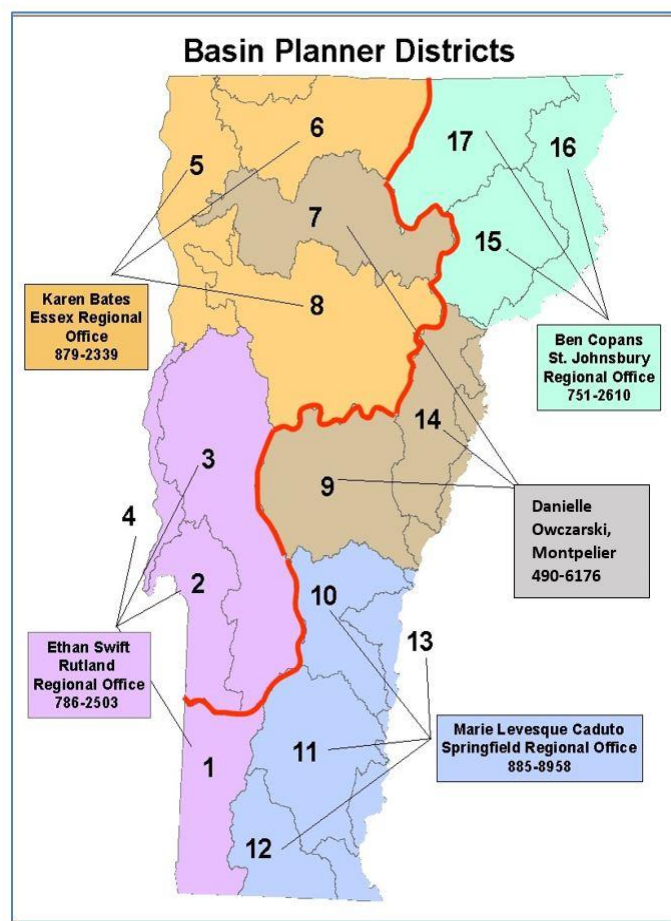 Basin Planner Districts
6
17
16
5
7
15
8
Karen Bates
Essex Regional
Office
879-2339
Ben Copans
St. Johnsbury
Regional Office
751-2610
14
3
9
4
Danielle
Owczarski,
Montpelier
490-6176
2
10
13
Ethan Swift
Rutland
Regional Office
786-2503
Marie Levesque Caduto
Springfield Regional Office
885-8958
11
1
12